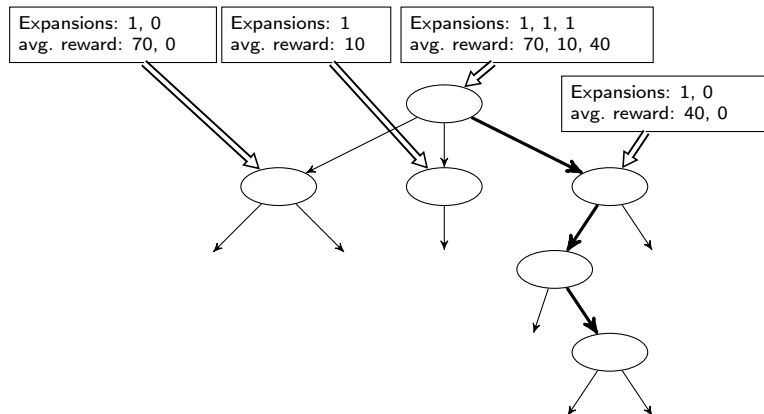 Expansions: 1, 0
avg. reward: 70, 0
Expansions: 1
avg. reward: 10
Expansions: 1, 1, 1
avg. reward: 70, 10, 40
Expansions: 1, 0
avg. reward: 40, 0